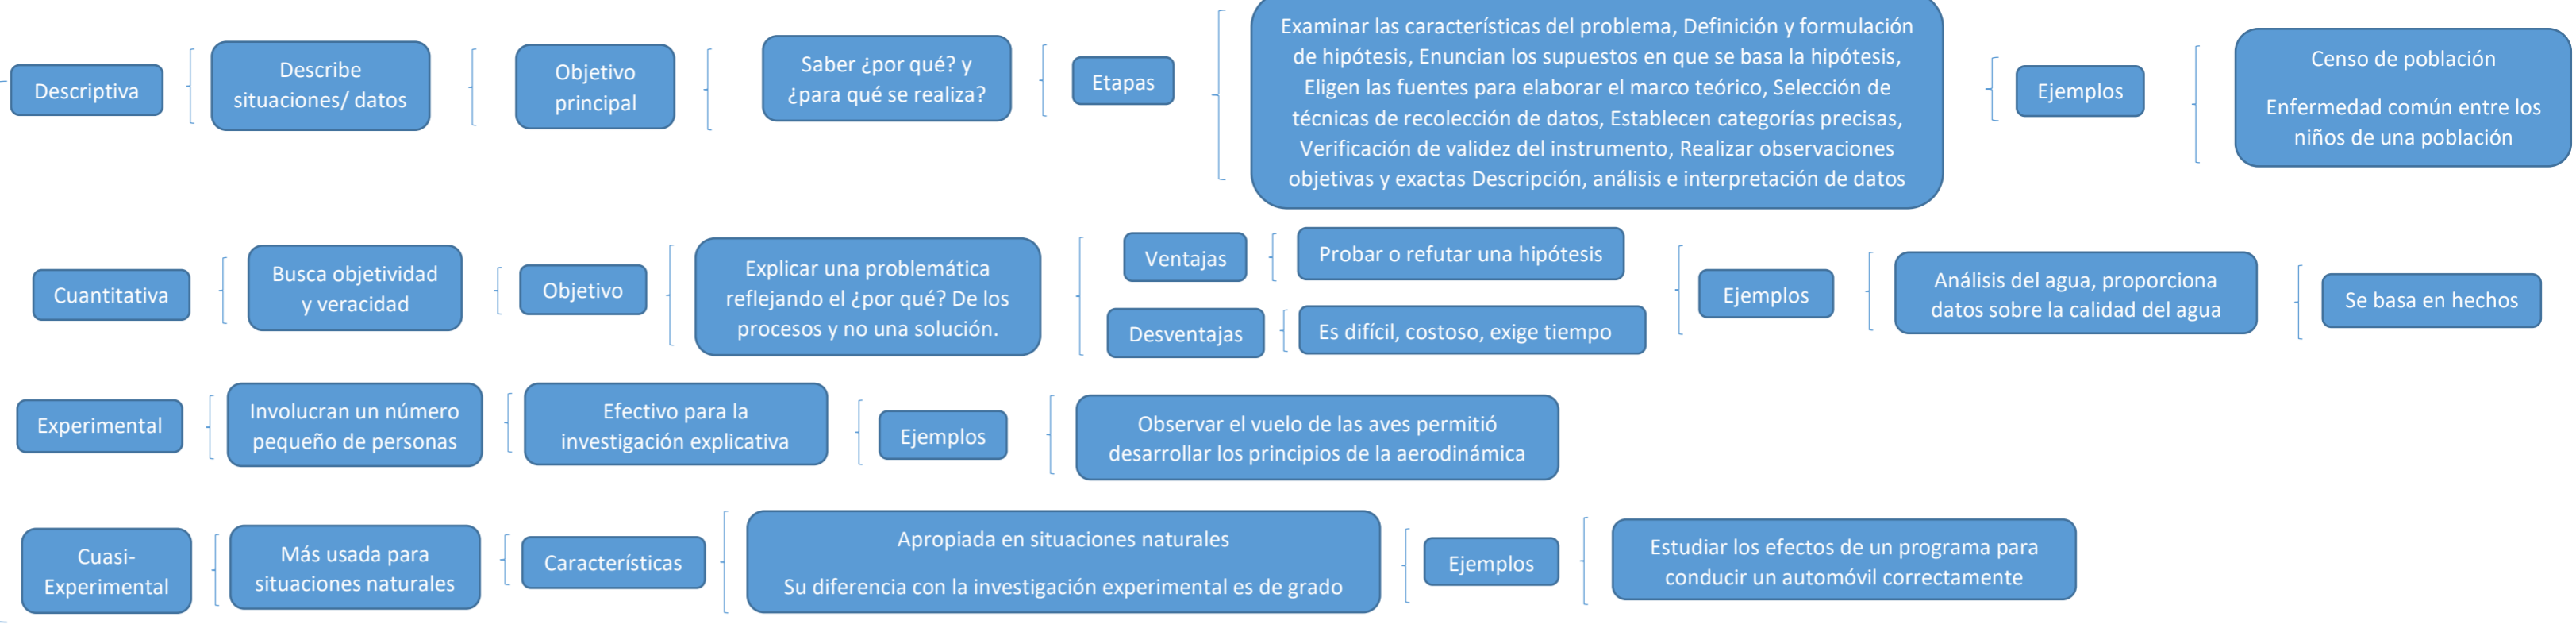 Descriptiva
Describe
situaciones/ datos
Objetivo
principal
Saber ¿por qué? y
¿para qué se realiza?
Etapas
Examinar las características del problema, Definición y formulación
de hipótesis, Enuncian los supuestos en que se basa la hipótesis,
Eligen las fuentes para elaborar el marco teórico, Selección de
técnicas de recolección de datos, Establecen categorías precisas,
Verificación de validez del instrumento, Realizar observaciones
objetivas y exactas Descripción, análisis e interpretación de datos
Ejemplos
Censo de población
Enfermedad común entre los
niños de una población
Cuantitativa
Busca objetividad
y veracidad
Objetivo
Explicar una problemática
reflejando el ¿por qué? De los
procesos y no una solución.
Ventajas
Probar o refutar una hipótesis
Desventajas
Es difícil, costoso, exige tiempo
Ejemplos
Análisis del agua, proporciona
datos sobre la calidad del agua
Se basa en hechos
Experimental
Involucran un número
pequeño de personas
Efectivo para la
investigación explicativa
Ejemplos
Observar el vuelo de las aves permitió
desarrollar los principios de la aerodinámica
Cuasi-
Experimental
Más usada para
situaciones naturales
Características
Apropiada en situaciones naturales
Su diferencia con la investigación experimental es de grado
Ejemplos
Estudiar los efectos de un programa para
conducir un automóvil correctamente